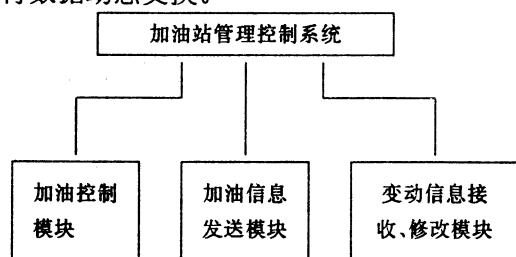 加油站管理控制系统
加油控制
模块
加油信息
发送模块
变动信息接
收、修改模块